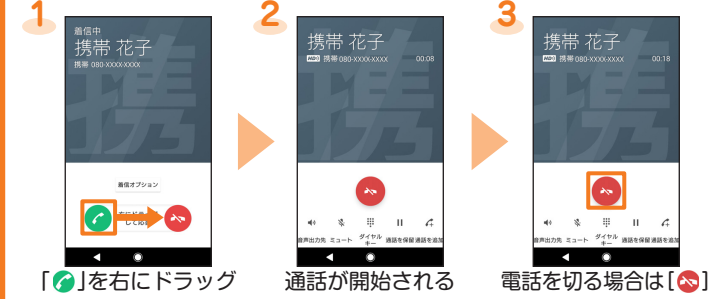 1
着信中
携帯 花子
携帯 080-XXXX-XXXX
着信オプション
「」を右にドラッグ
2
携帯 花子
HD 携帯 080-XXXX-XXXX 00:08
音声出力先 ミュート ダイヤルキー 通話を保留 通話を追加
通話が開始される
3
携帯 花子
HD 携帯 080-XXXX-XXXX 00:18
音声出力先 ミュート ダイヤルキー 通話を保留 通話を追加
電話を切る場合は[]